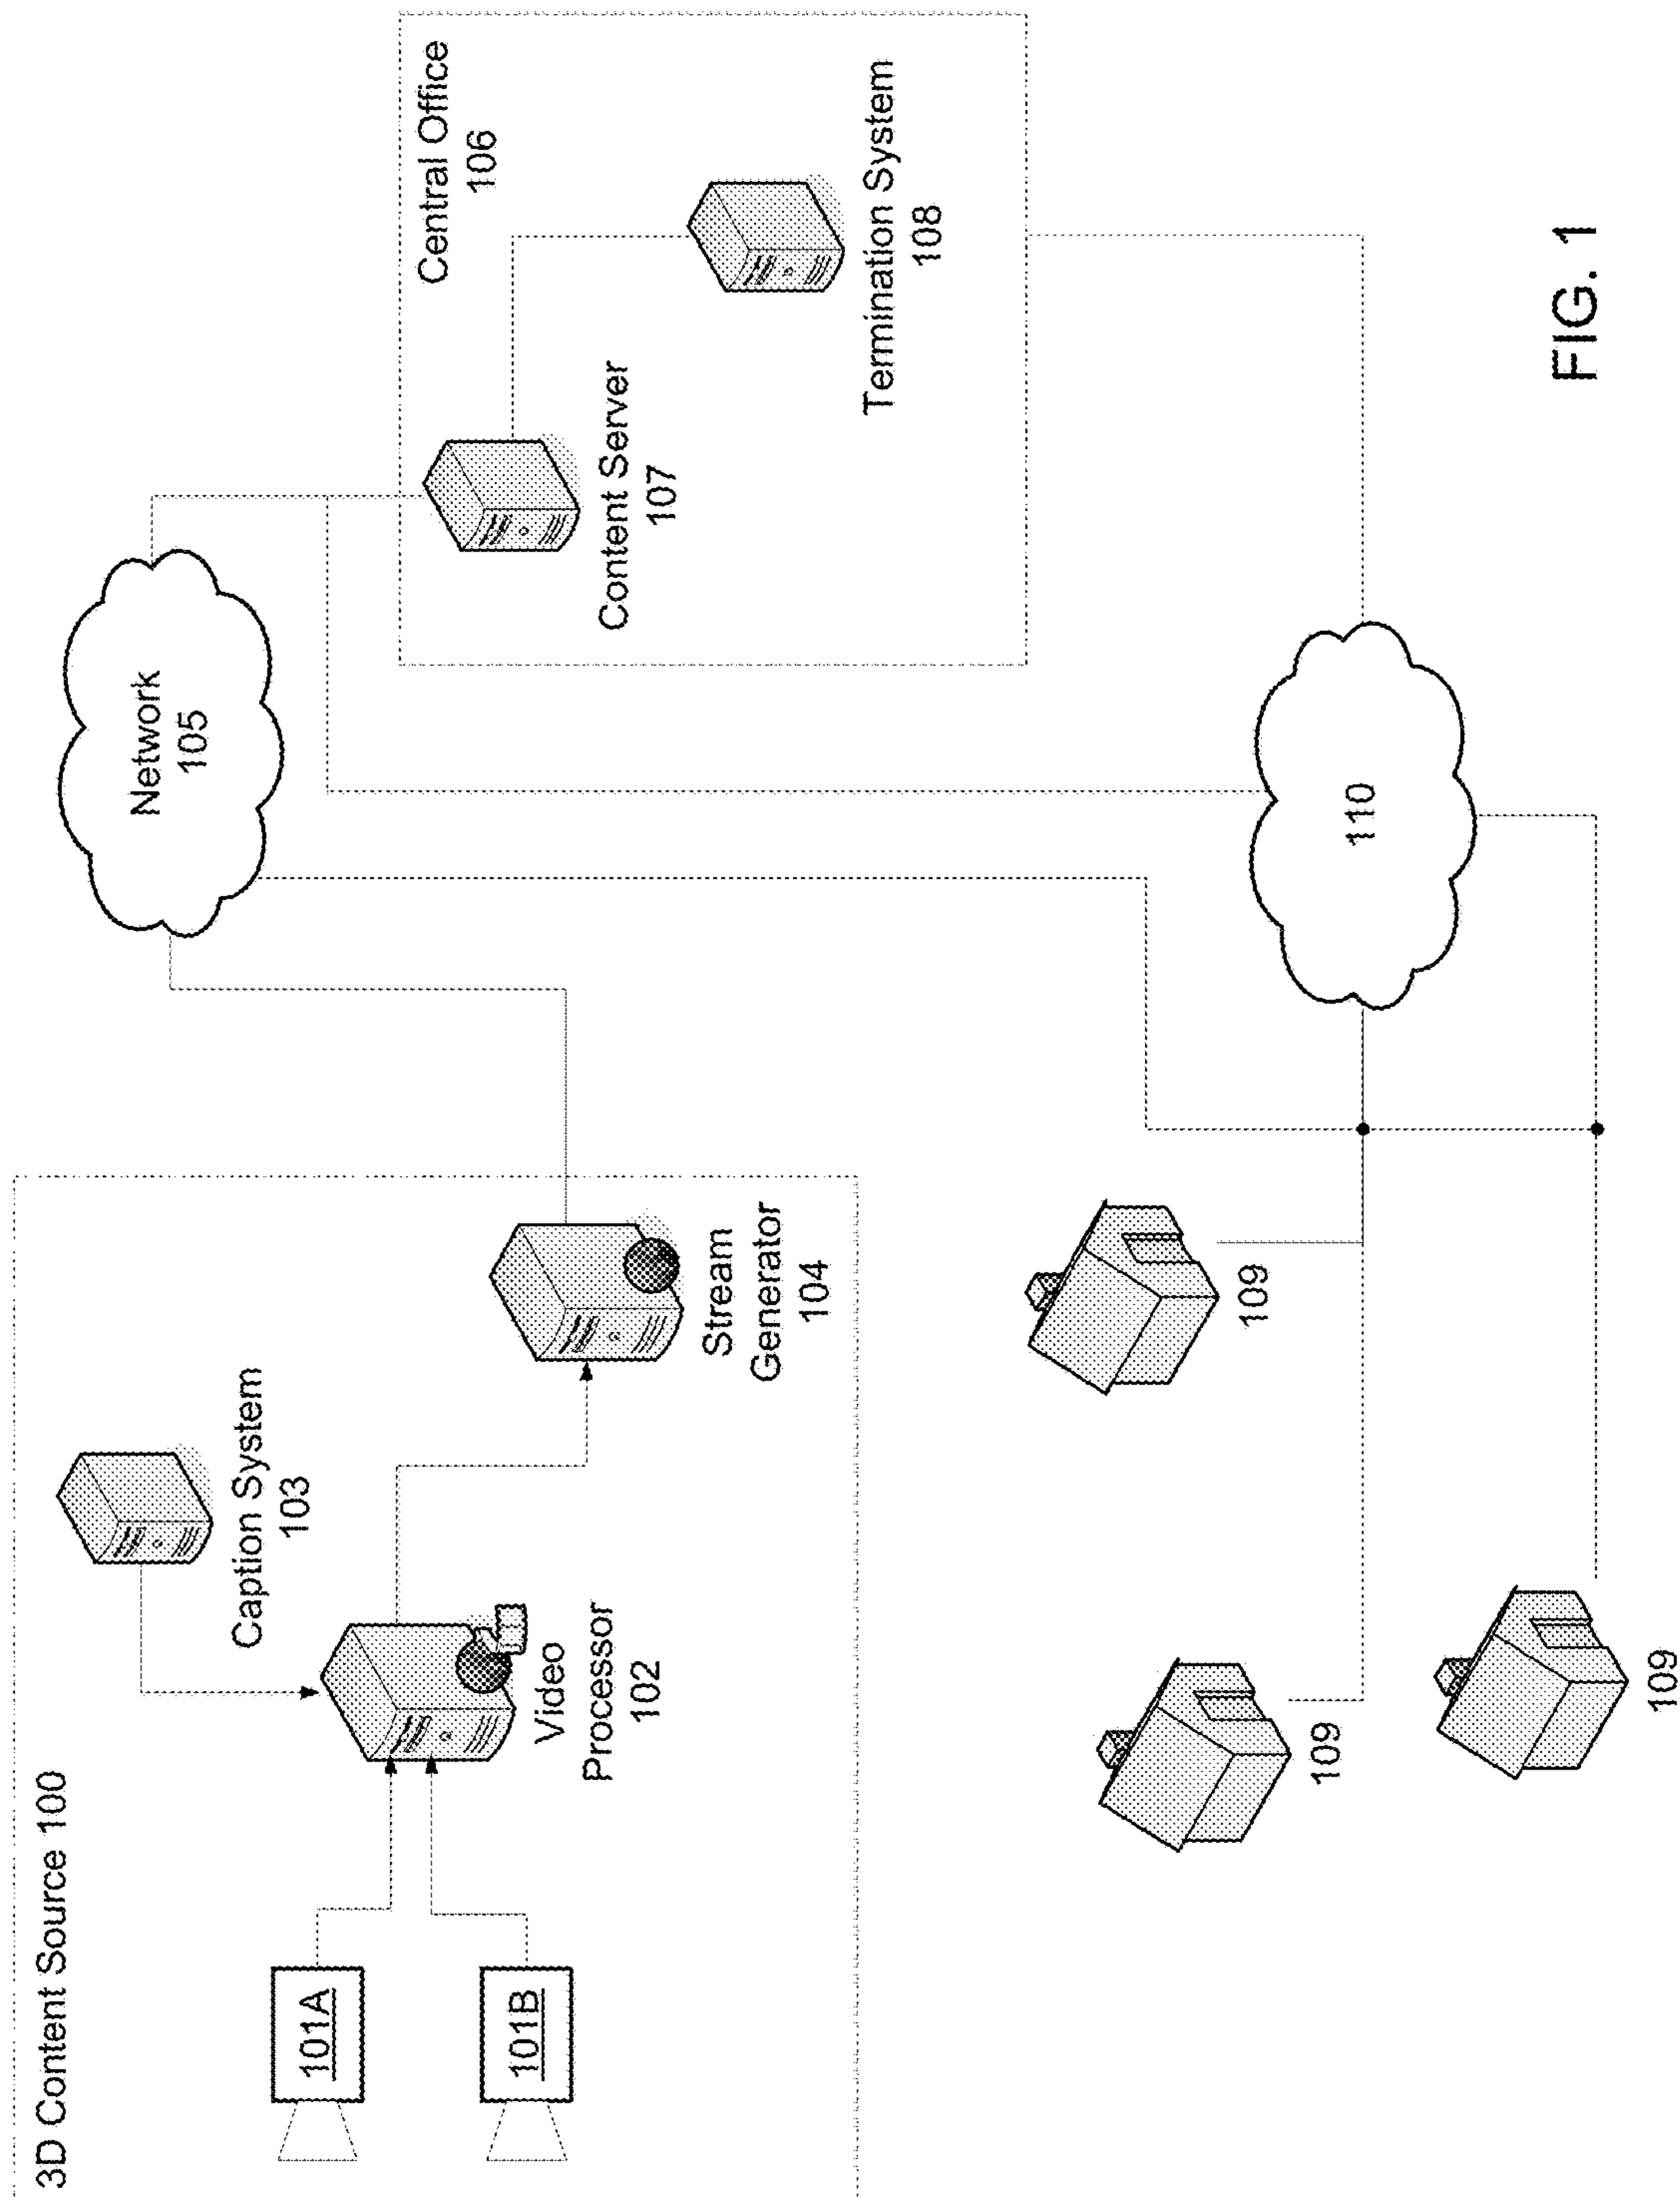 3D Content Source 100
101A
101B
Caption System
103
Video
Processor
102
Stream
Generator
104
Network
105
Central Office
106
Content Server
107
Termination System
108
109
109
109
110
FIG. 1